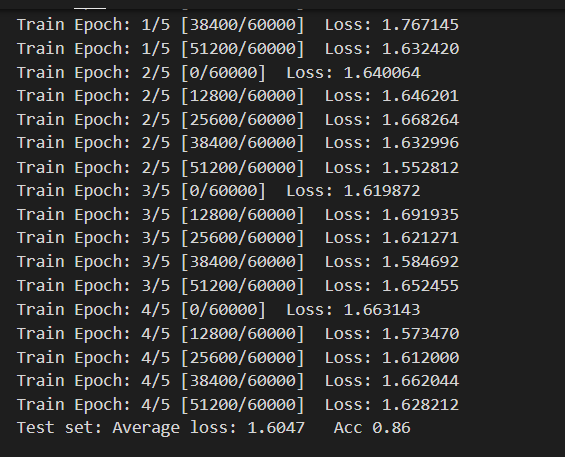 Train Epoch: 1/5 [38400/60000]  Loss: 1.767145
Train Epoch: 1/5 [51200/60000]  Loss: 1.632420
Train Epoch: 2/5 [0/60000]  Loss: 1.640064
Train Epoch: 2/5 [12800/60000]  Loss: 1.646201
Train Epoch: 2/5 [25600/60000]  Loss: 1.668264
Train Epoch: 2/5 [38400/60000]  Loss: 1.632996
Train Epoch: 2/5 [51200/60000]  Loss: 1.552812
Train Epoch: 3/5 [0/60000]  Loss: 1.619872
Train Epoch: 3/5 [12800/60000]  Loss: 1.691935
Train Epoch: 3/5 [25600/60000]  Loss: 1.621271
Train Epoch: 3/5 [38400/60000]  Loss: 1.584692
Train Epoch: 3/5 [51200/60000]  Loss: 1.652455
Train Epoch: 4/5 [0/60000]  Loss: 1.663143
Train Epoch: 4/5 [12800/60000]  Loss: 1.573470
Train Epoch: 4/5 [25600/60000]  Loss: 1.612000
Train Epoch: 4/5 [38400/60000]  Loss: 1.662044
Train Epoch: 4/5 [51200/60000]  Loss: 1.628212
Test set: Average loss: 1.6047   Acc 0.86